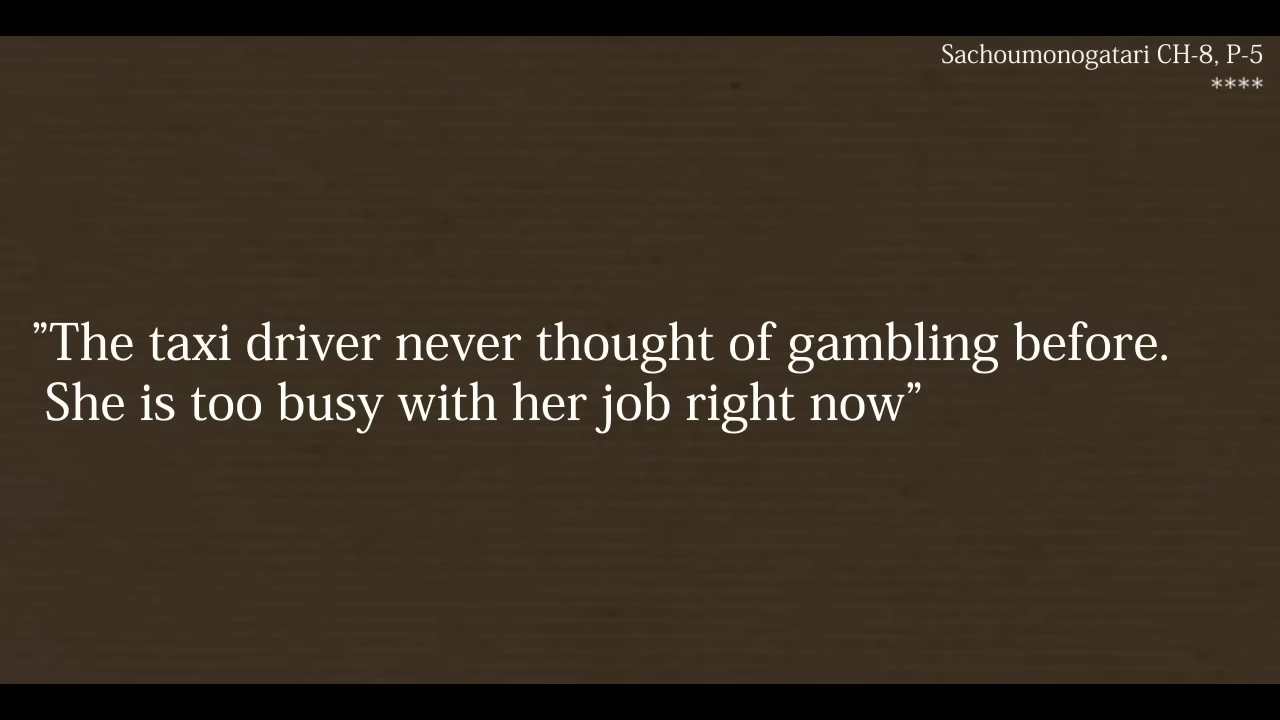 Sachoumonogatari CH-8, P-5
****
”The taxi driver never thought of gambling before.
She is too busy with her job right now”